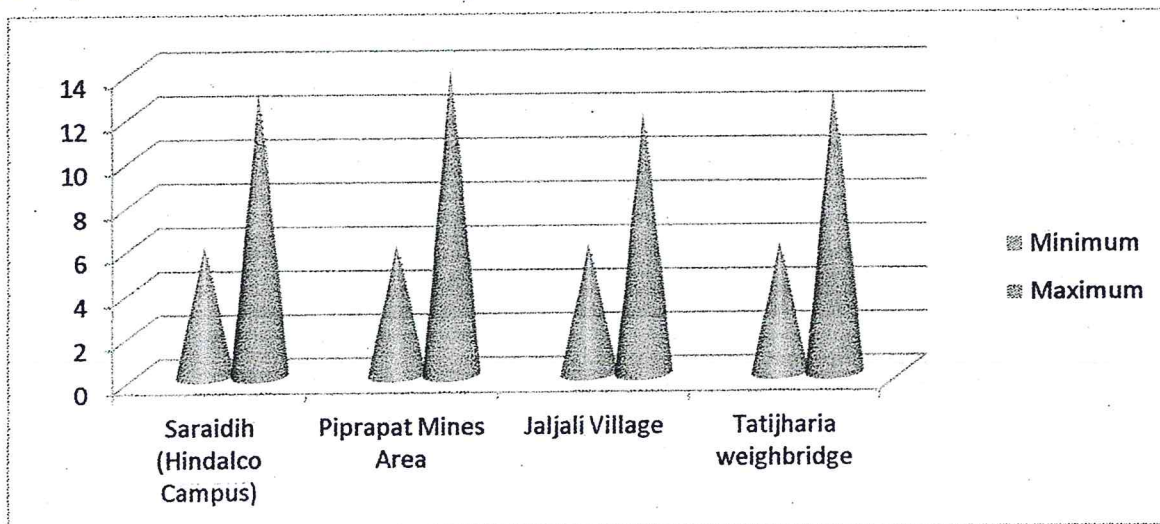 14
12
10
8
6
4
2
0
Saraidih
(Hindalco
Campus)
Piprapat Mines
Area
Jaljali Village
Tatijharia
weighbridge
Minimum
Maximum